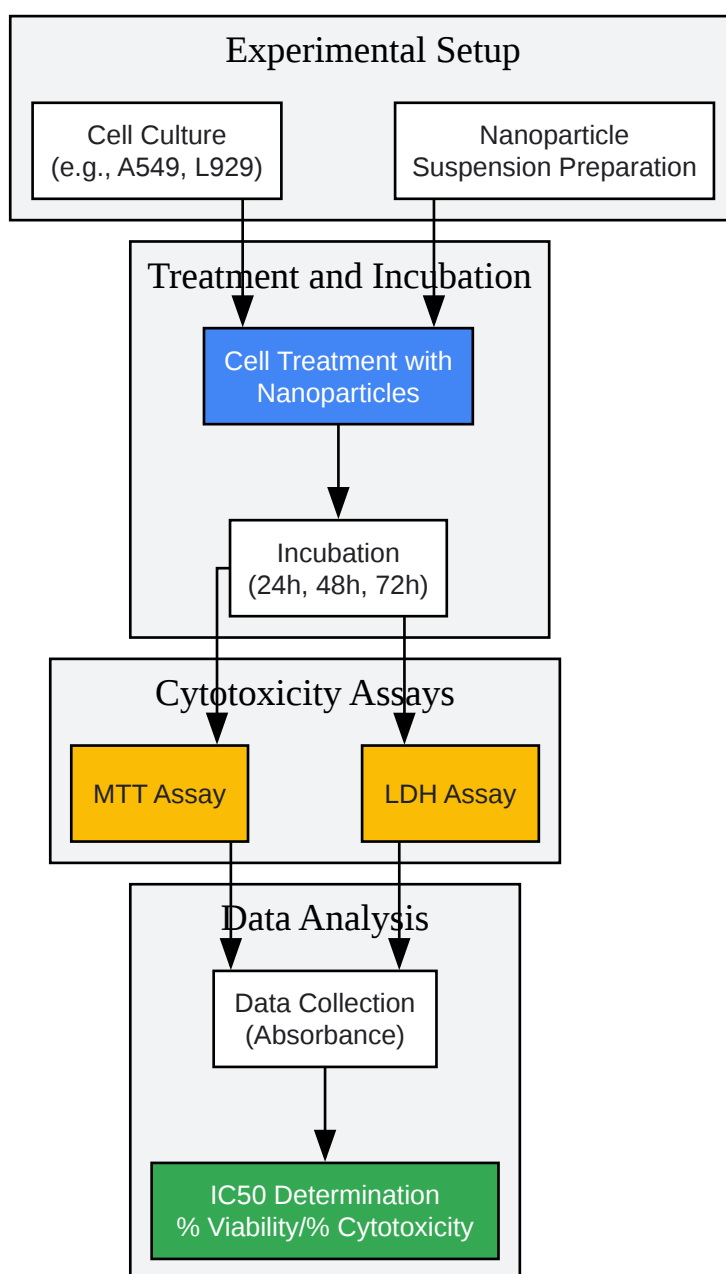 Experimental Setup
Cell Culture
(e.g., A549, L929)
Nanoparticle
Suspension Preparation
Treatment and Incubation
Cell Treatment with
Nanoparticles
Incubation
(24h, 48h, 72h)
Cytotoxicity Assays
MTT Assay
LDH Assay
Data Analysis
Data Collection
(Absorbance)
IC50 Determination
% Viability/% Cytotoxicity